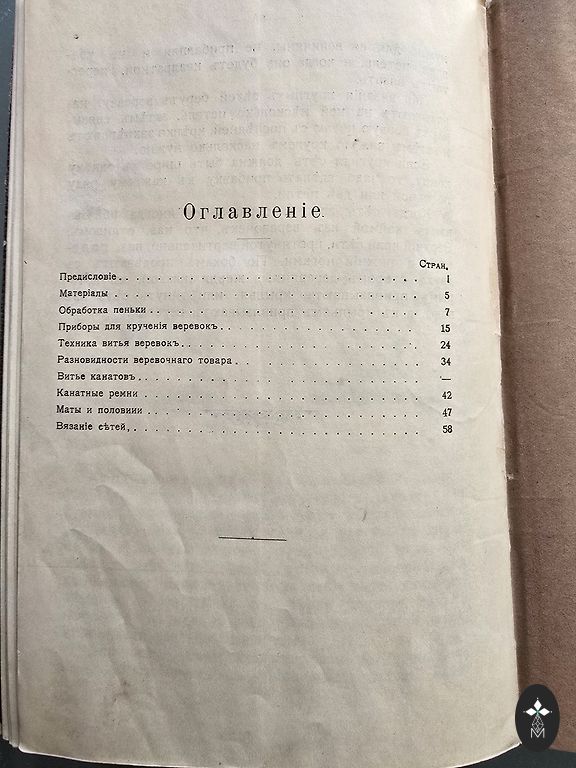 Оглавленіе.
Стран.
Предисловіе . . . . . . . . . . . . . . . . . . . . . 1
Матеріалы . . . . . . . . . . . . . . . . . . . . . 5
Обработка пеньки . . . . . . . . . . . . . . . . . . 7
Приборы для крученія веревокъ . . . . . . . . . . . . . 15
Техника витья веревокъ . . . . . . . . . . . . . . . . 24
Разновидности веревочнаго товара . . . . . . . . . . . . 34
Витье канатовъ . . . . . . . . . . . . . . . . . . . —
Канатные ремни . . . . . . . . . . . . . . . . . . . 42
Маты и половики . . . . . . . . . . . . . . . . . . 47
Вязаніе сѣтей, . . . . . . . . . . . . . . . . . . . 58
M